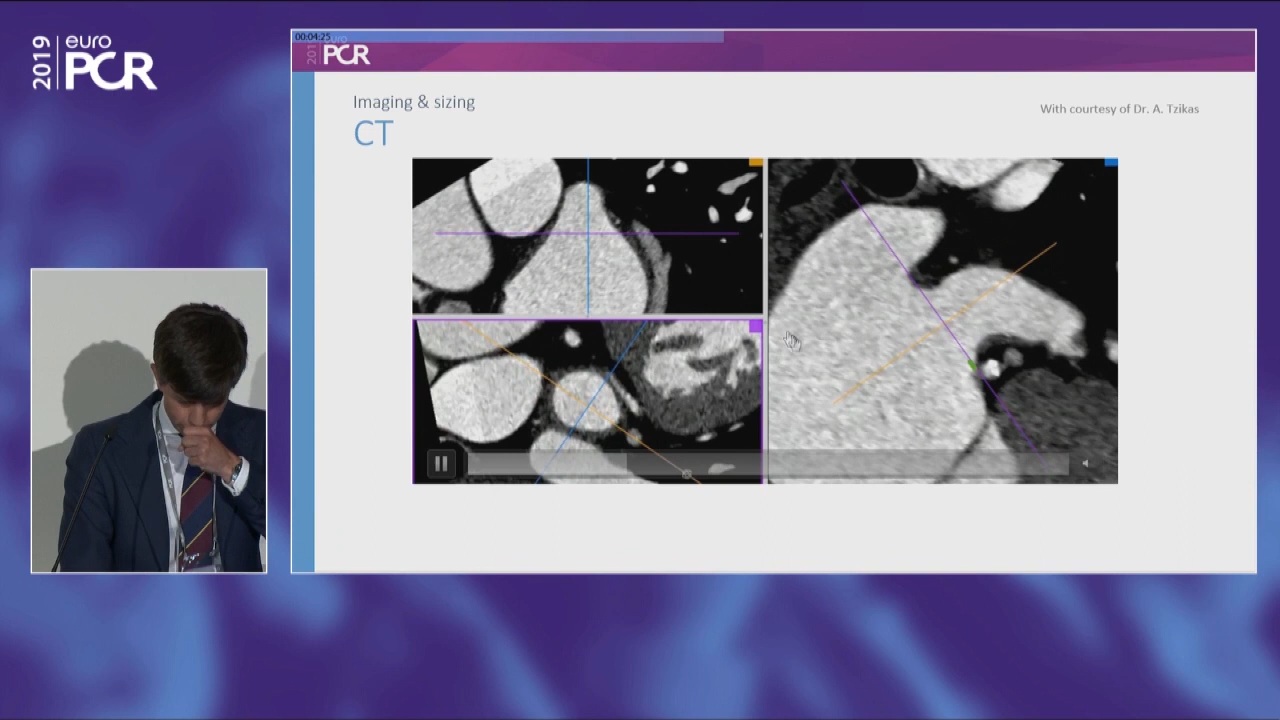 2019
euro
PCR
00:04:25
PCR
Imaging & sizing
CT
With courtesy of Dr. A. Tzikas